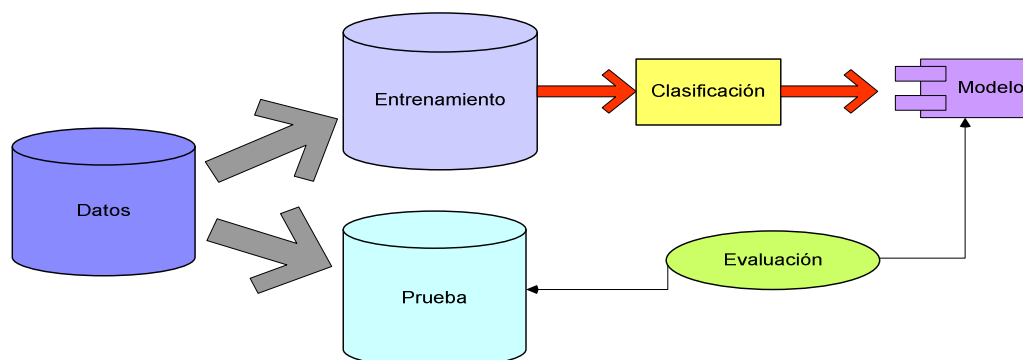 Entrenamiento
Clasificación
Modelo
Datos
Evaluación
Prueba